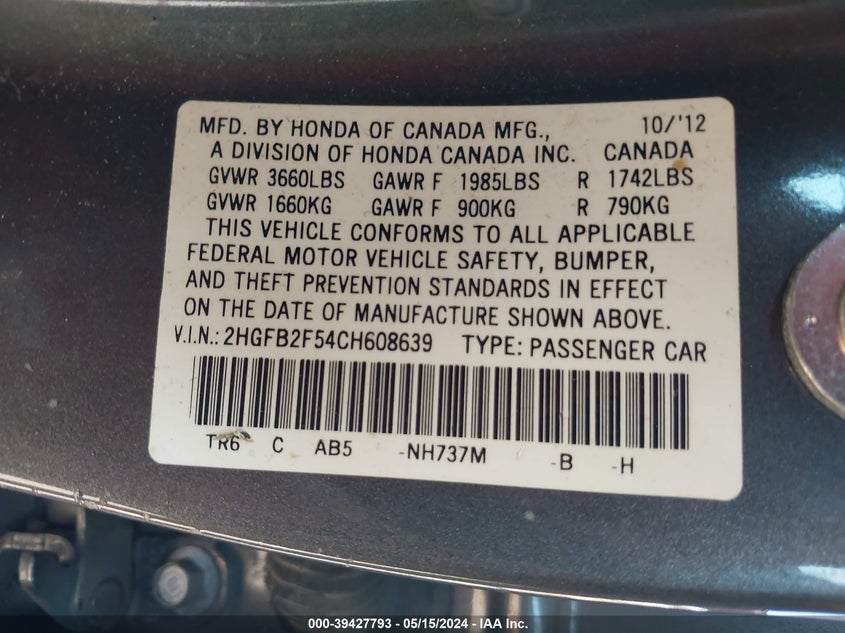 MFD. BY HONDA OF CANADA MFG., 10/'12
A DIVISION OF HONDA CANADA INC. CANADA
GVWR 3660LBS GAWR F 1985LBS R 1742LBS
GVWR 1660KG GAWR F 900KG R 790KG
THIS VEHICLE CONFORMS TO ALL APPLICABLE
FEDERAL MOTOR VEHICLE SAFETY, BUMPER,
AND THEFT PREVENTION STANDARDS IN EFFECT
ON THE DATE OF MANUFACTURE SHOWN ABOVE.
V.I.N.: 2HGFB2F54CH608639 TYPE: PASSENGER CAR
TR6 C AB5 -NH737M -B -H
000-39427793 - 05/15/2024 - IAA Inc.